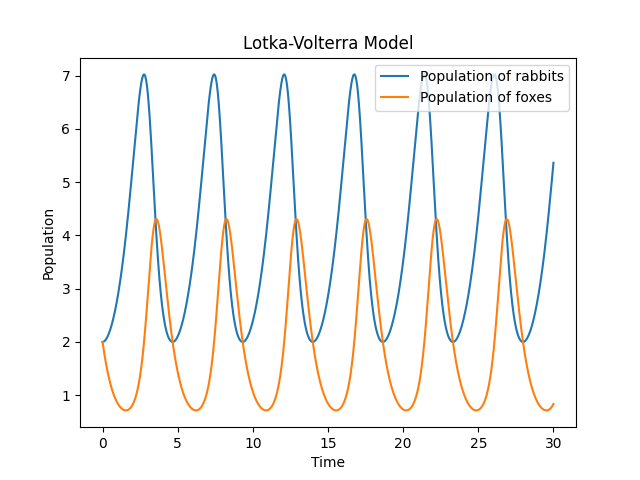 Lotka-Volterra Model
Population of rabbits
Population of foxes
Population
7
6
5
4
3
2
1
0 5 10 15 20 25 30
Time